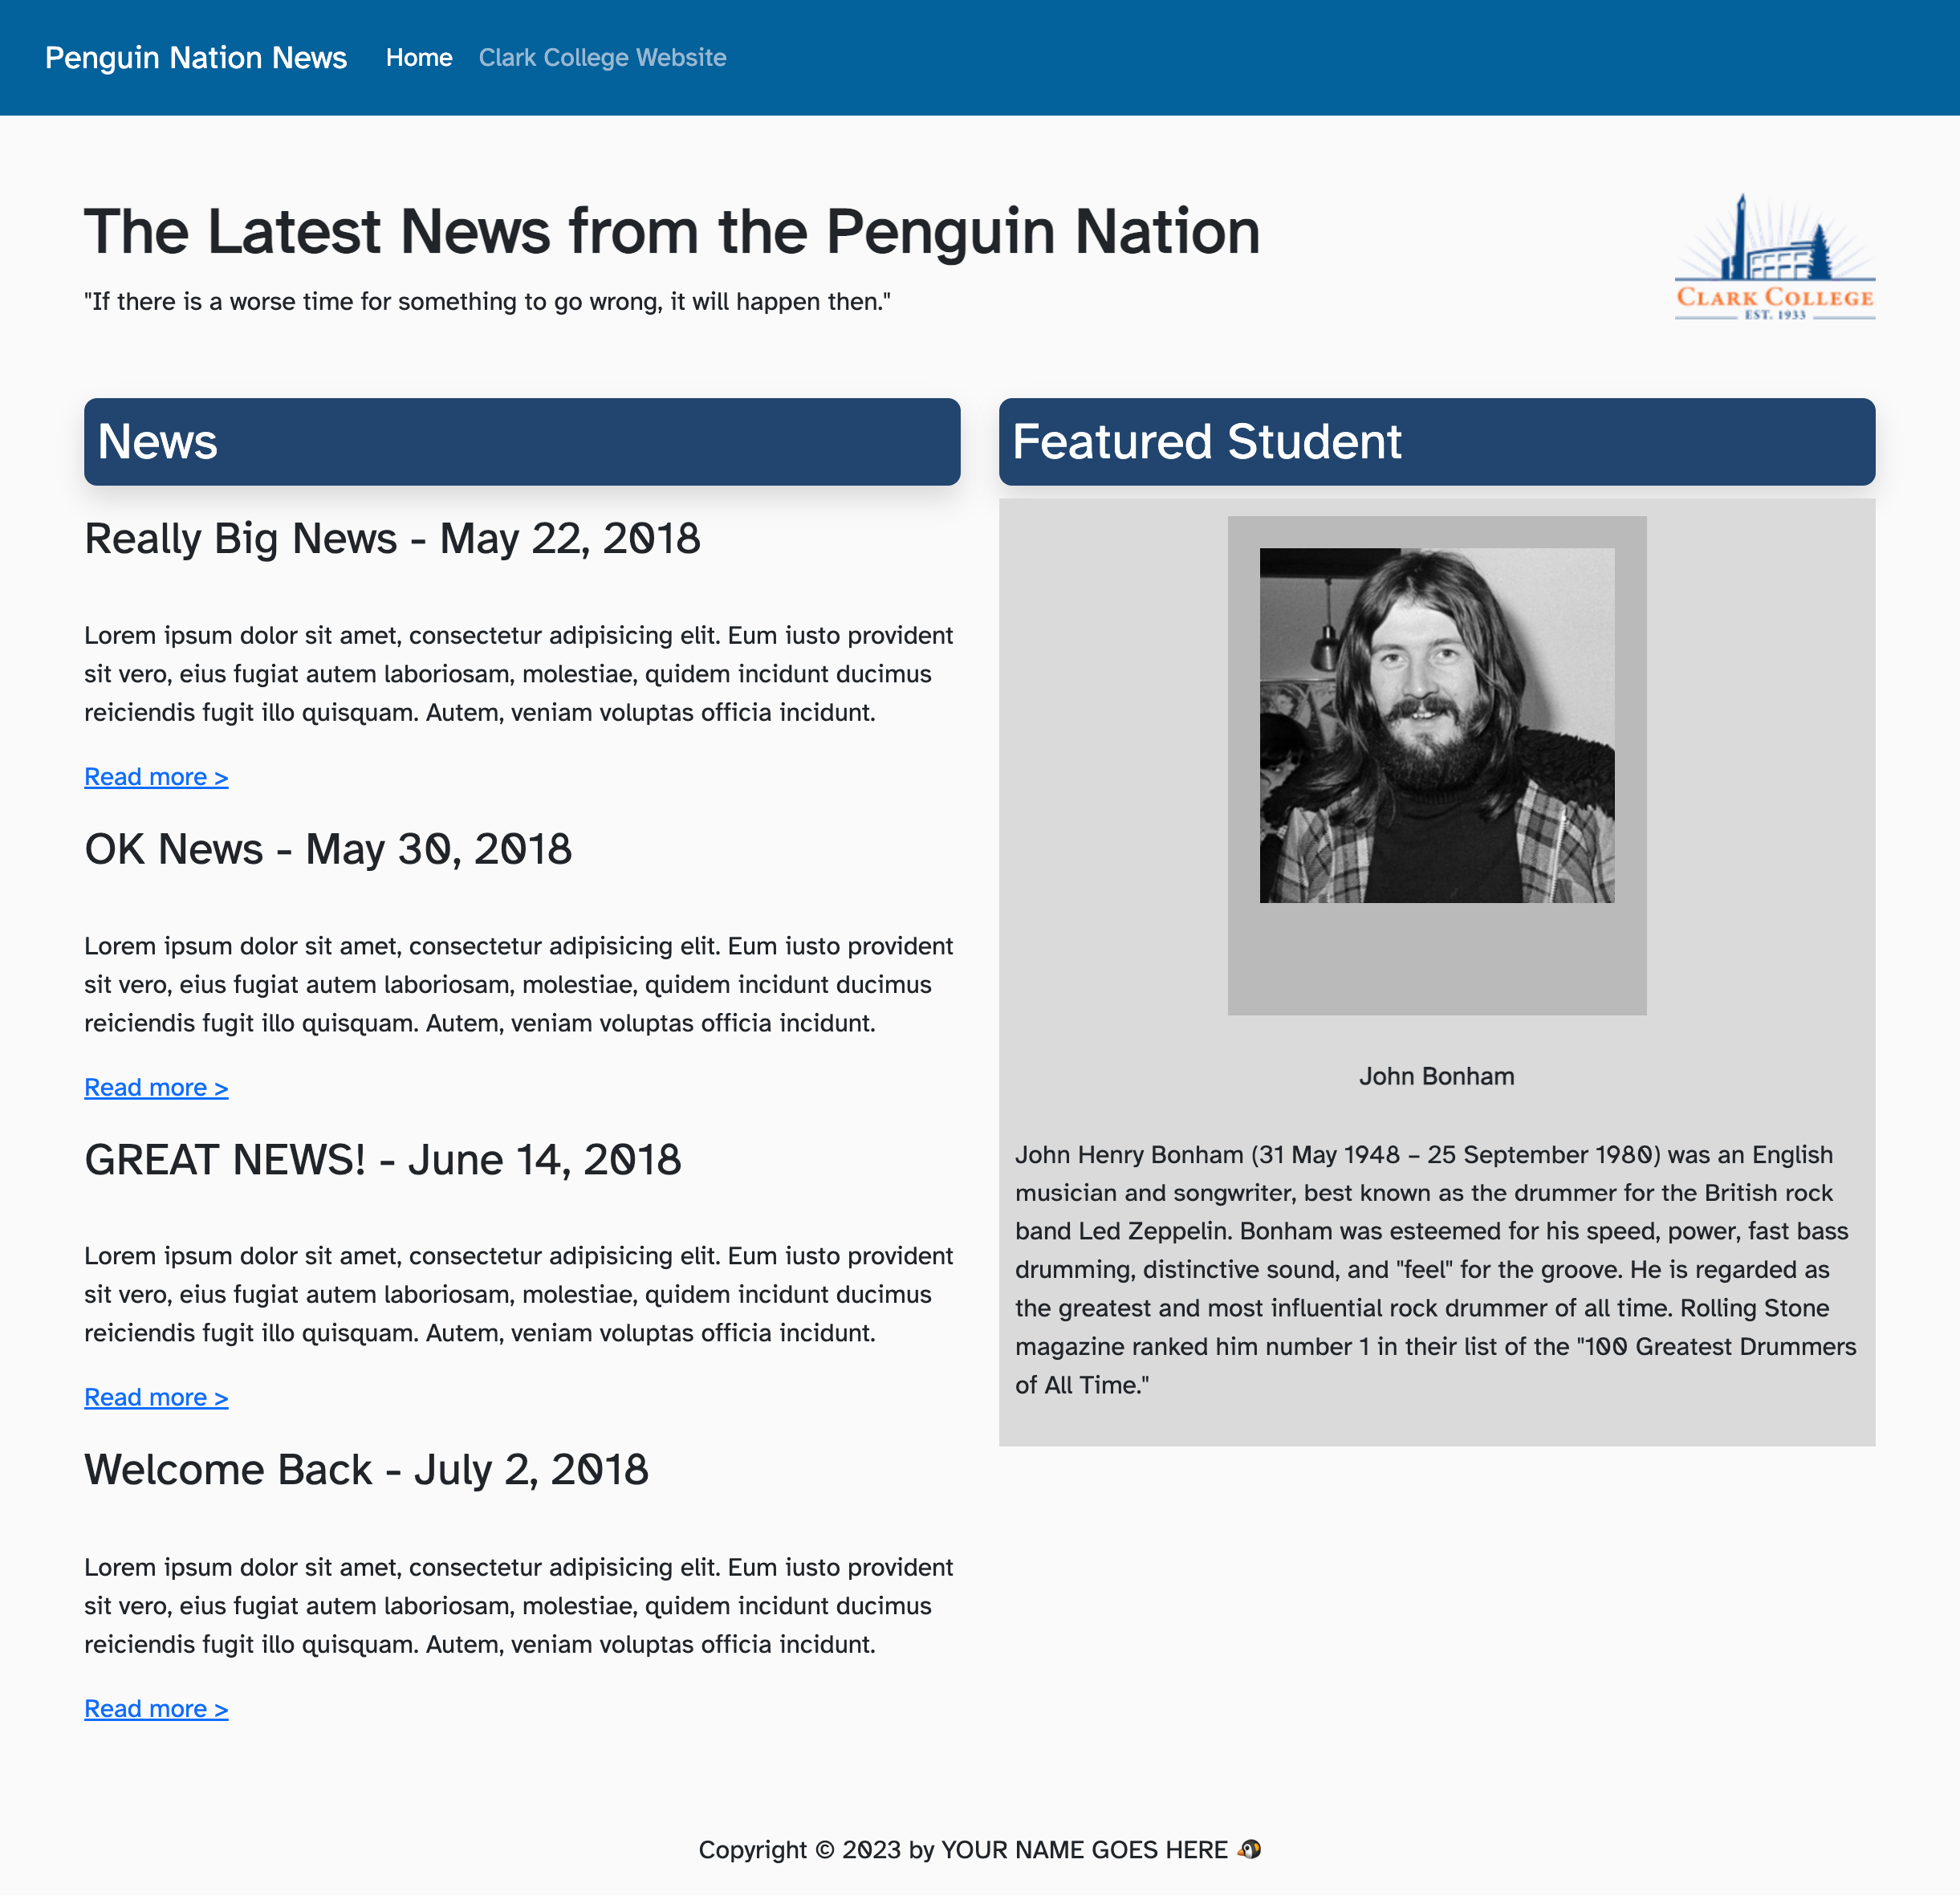 Penguin Nation News Home Clark College Website
The Latest News from the Penguin Nation
"If there is a worse time for something to go wrong, it will happen then."
CLARK COLLEGE
EST. 1933
News
Really Big News - May 22, 2018
Lorem ipsum dolor sit amet, consectetur adipisicing elit. Eum iusto provident
sit vero, eius fugiat autem laboriosam, molestiae, quidem incidunt ducimus
reiciendis fugit illo quisquam. Autem, veniam voluptas officia incidunt.
Read more >
OK News - May 30, 2018
Lorem ipsum dolor sit amet, consectetur adipisicing elit. Eum iusto provident
sit vero, eius fugiat autem laboriosam, molestiae, quidem incidunt ducimus
reiciendis fugit illo quisquam. Autem, veniam voluptas officia incidunt.
Read more >
GREAT NEWS! - June 14, 2018
Lorem ipsum dolor sit amet, consectetur adipisicing elit. Eum iusto provident
sit vero, eius fugiat autem laboriosam, molestiae, quidem incidunt ducimus
reiciendis fugit illo quisquam. Autem, veniam voluptas officia incidunt.
Read more >
Welcome Back - July 2, 2018
Lorem ipsum dolor sit amet, consectetur adipisicing elit. Eum iusto provident
sit vero, eius fugiat autem laboriosam, molestiae, quidem incidunt ducimus
reiciendis fugit illo quisquam. Autem, veniam voluptas officia incidunt.
Read more >
Featured Student
John Bonham
John Henry Bonham (31 May 1948 – 25 September 1980) was an English
musician and songwriter, best known as the drummer for the British rock
band Led Zeppelin. Bonham was esteemed for his speed, power, fast bass
drumming, distinctive sound, and "feel" for the groove. He is regarded as
the greatest and most influential rock drummer of all time. Rolling Stone
magazine ranked him number 1 in their list of the "100 Greatest Drummers
of All Time."
Copyright © 2023 by YOUR NAME GOES HERE 🐧